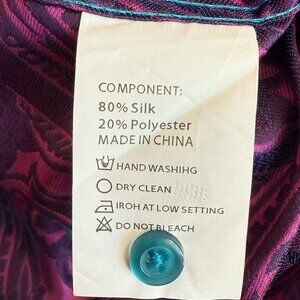 COMPONENT:
80% Silk
20% Polyester
MADE IN CHINA
HAND WASHIHG
DRY CLEAN
IROH AT LOW SETTING
DO NOT BLEACH